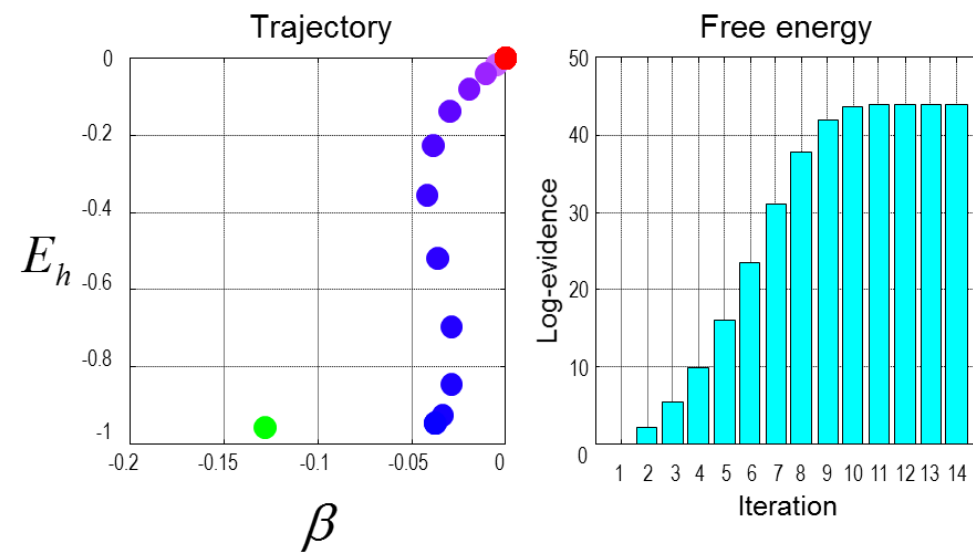 Trajectory
0
-0.2
-0.4
-0.6
-0.8
-1
E_h
-0.2 -0.15 -0.1 -0.05 0
β
Free energy
50
40
30
20
10
0
Log-evidence
1 2 3 4 5 6 7 8 9 10 11 12 13 14
Iteration